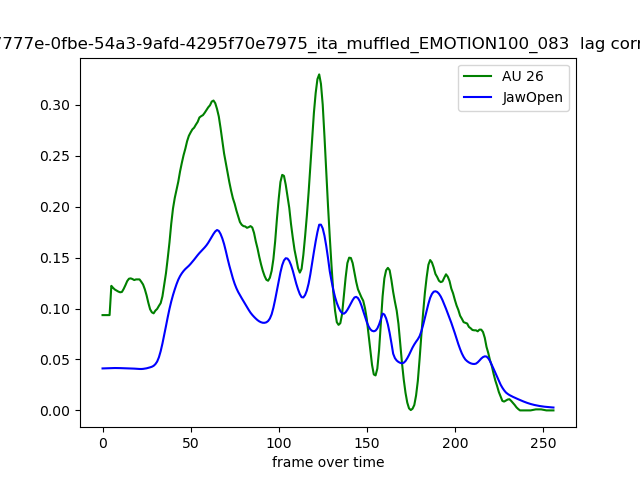 7777e-0fbe-54a3-9afd-4295f70e7975_ita_muffled_EMOTION100_083 lag corr
AU 26
JawOpen
0.30
0.25
0.20
0.15
0.10
0.05
0.00
0 50 100 150 200 250
frame over time